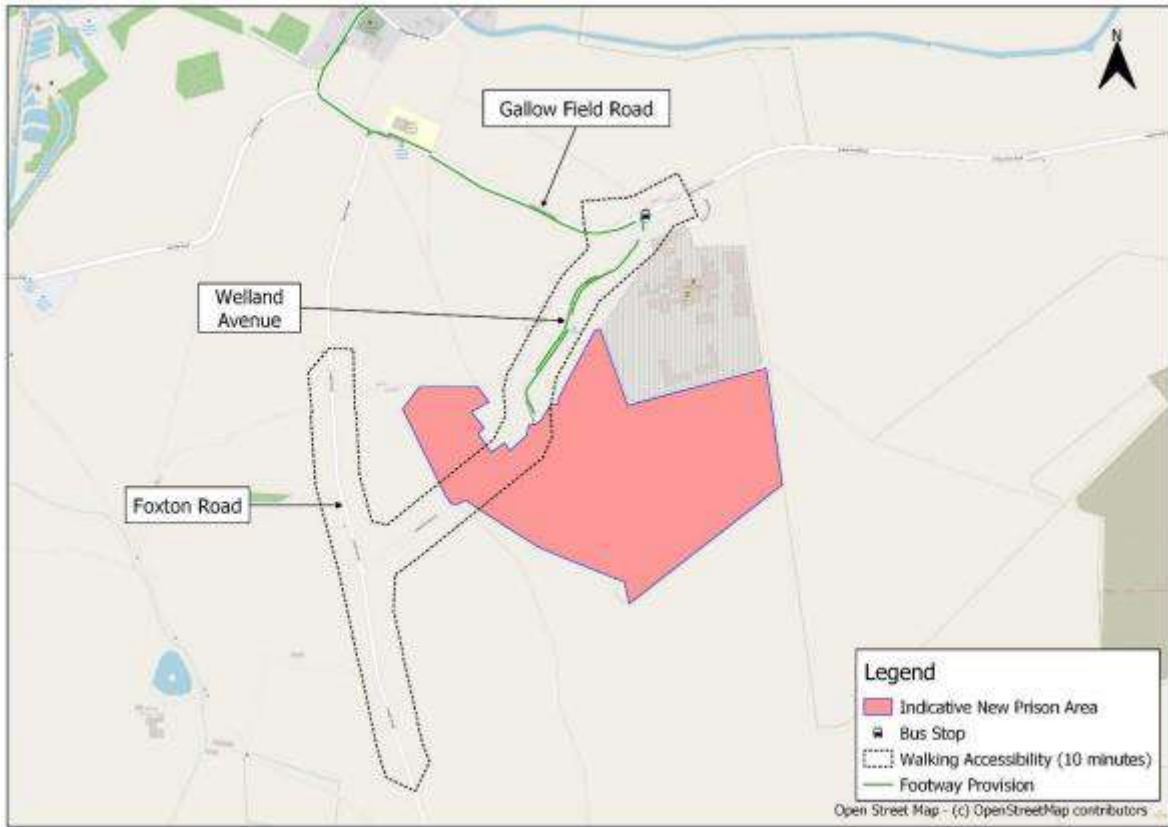 N
Gallow Field Road
Welland
Avenue
Foxton Road
Legend
Indicative New Prison Area
Bus Stop
Walking Accessibility (10 minutes)
Footway Provision
Open Street Map - (c) OpenStreetMap contributors